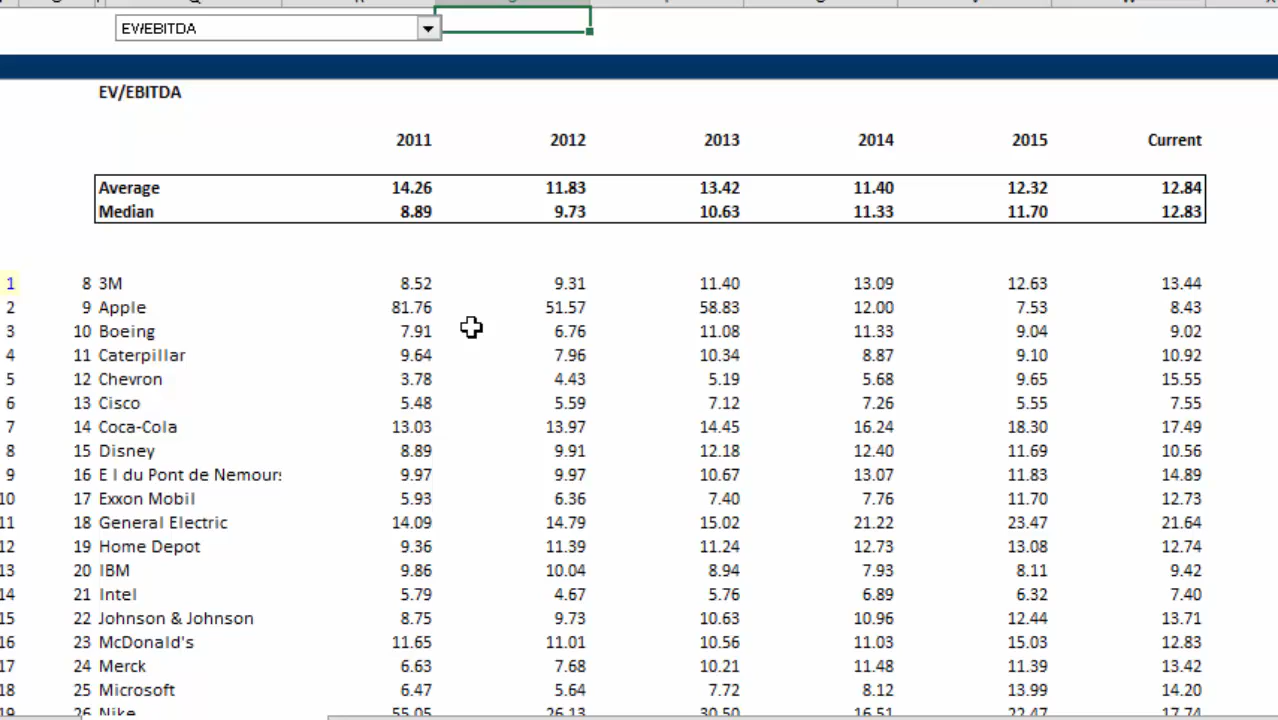 EV/EBITDA
EV/EBITDA
2011 2012 2013 2014 2015 Current
Average 14.26 11.83 13.42 11.40 12.32 12.84
Median 8.89 9.73 10.63 11.33 11.70 12.83
1 8 3M 8.52 9.31 11.40 13.09 12.63 13.44
2 9 Apple 81.76 51.57 58.83 12.00 7.53 8.43
3 10 Boeing 7.91 6.76 11.08 11.33 9.04 9.02
4 11 Caterpillar 9.64 7.96 10.34 8.87 9.10 10.92
5 12 Chevron 3.78 4.43 5.19 5.68 9.65 15.55
6 13 Cisco 5.48 5.59 7.12 7.26 5.55 7.55
7 14 Coca-Cola 13.03 13.97 14.45 16.24 18.30 17.49
8 15 Disney 8.89 9.91 12.18 12.40 11.69 10.56
9 16 E I du Pont de Nemours 9.97 9.97 10.67 13.07 11.83 14.89
10 17 Exxon Mobil 5.93 6.36 7.40 7.76 11.70 12.73
11 18 General Electric 14.09 14.79 15.02 21.22 23.47 21.64
12 19 Home Depot 9.36 11.39 11.24 12.73 13.08 12.74
13 20 IBM 9.86 10.04 8.94 7.93 8.11 9.42
14 21 Intel 5.79 4.67 5.76 6.89 6.32 7.40
15 22 Johnson & Johnson 8.75 9.73 10.63 10.96 12.44 13.71
16 23 McDonald's 11.65 11.01 10.56 11.03 15.03 12.83
17 24 Merck 6.63 7.68 10.21 11.48 11.39 13.42
18 25 Microsoft 6.47 5.64 7.72 8.12 13.99 14.20
19 26 Nike 55.05 26.13 30.50 16.51 22.47 17.74